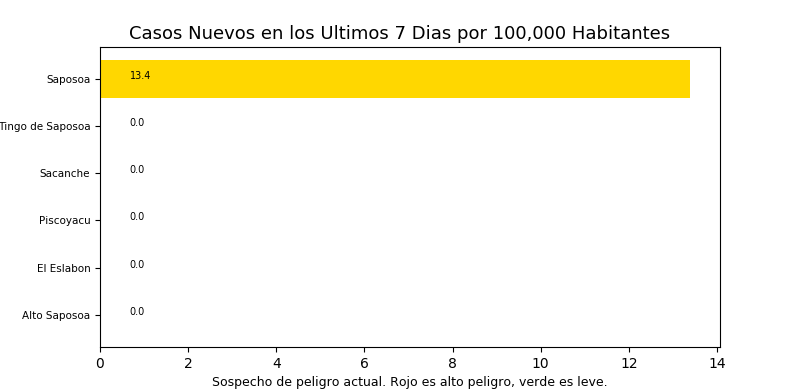 Casos Nuevos en los Ultimos 7 Dias por 100,000 Habitantes
Saposoa 13.4
Tingo de Saposoa 0.0
Sacanche 0.0
Piscoyacu 0.0
El Eslabon 0.0
Alto Saposoa 0.0
0 2 4 6 8 10 12 14
Sospecho de peligro actual. Rojo es alto peligro, verde es leve.